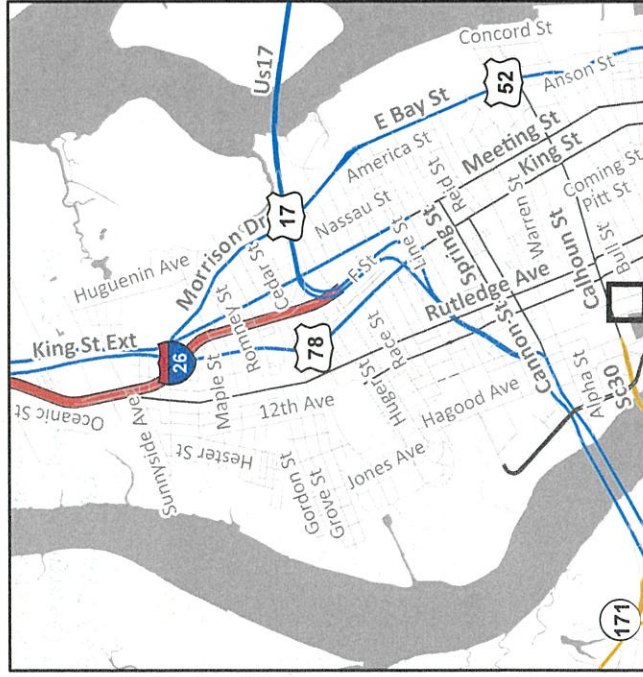 Concord St
Us17
52
Anson St
E Bay St
America St
Meeting St
King St
Reid St
17
Nassau St
Morrison Dr
Huguenin Ave
Cedar St
F St
Line St
Spring St
Warren St
Coming St
Pitt St
Bull St
Calhoun St
King St Ext
26
Romney St
78
Rutledge Ave
Race St
Huger St
Cannon St
Maple St
12th Ave
Hagood Ave
Alpha St
Sc30
Oceanic St
Sunnyside Ave
Hester St
Gordon St
Grove St
Jones Ave
171